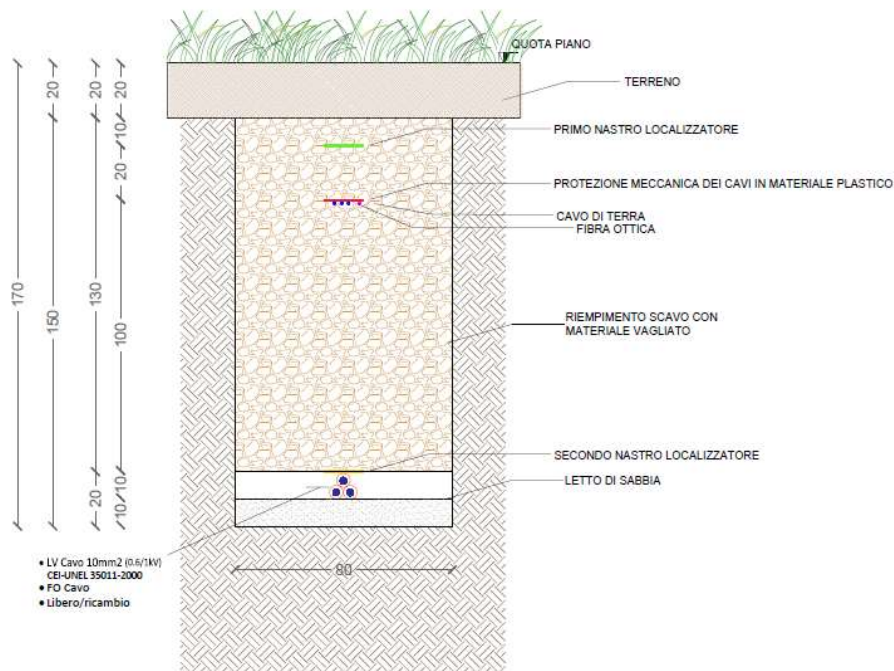 QUOTA PIANO
TERRENO
PRIMO NASTRO LOCALIZZATORE
PROTEZIONE MECCANICA DEI CAVI IN MATERIALE PLASTICO
CAVO DI TERRA
FIBRA OTTICA
RIEMPIMENTO SCAVO CON
MATERIALE VAGLIATO
SECONDO NASTRO LOCALIZZATORE
LETTO DI SABBIA
170
20
150
20
130
20
20
10
20
100
10
10
• LV Cavo 10mm2 (0.6/1kV)
CEI-UNEL 35011-2000
• FO Cavo
• Libero/ricambio
80